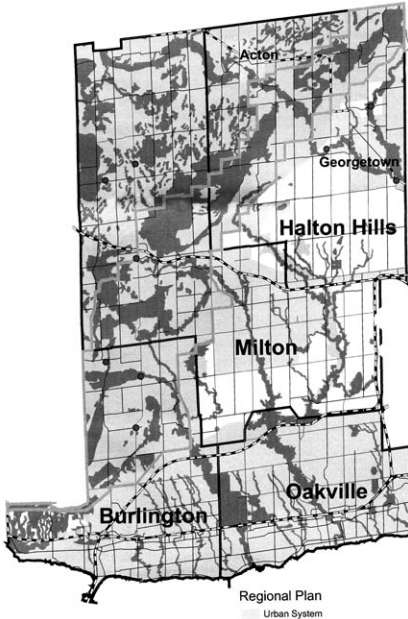 Acton
Georgetown
Halton Hills
Milton
Oakville
Burlington
Regional Plan
Urban System